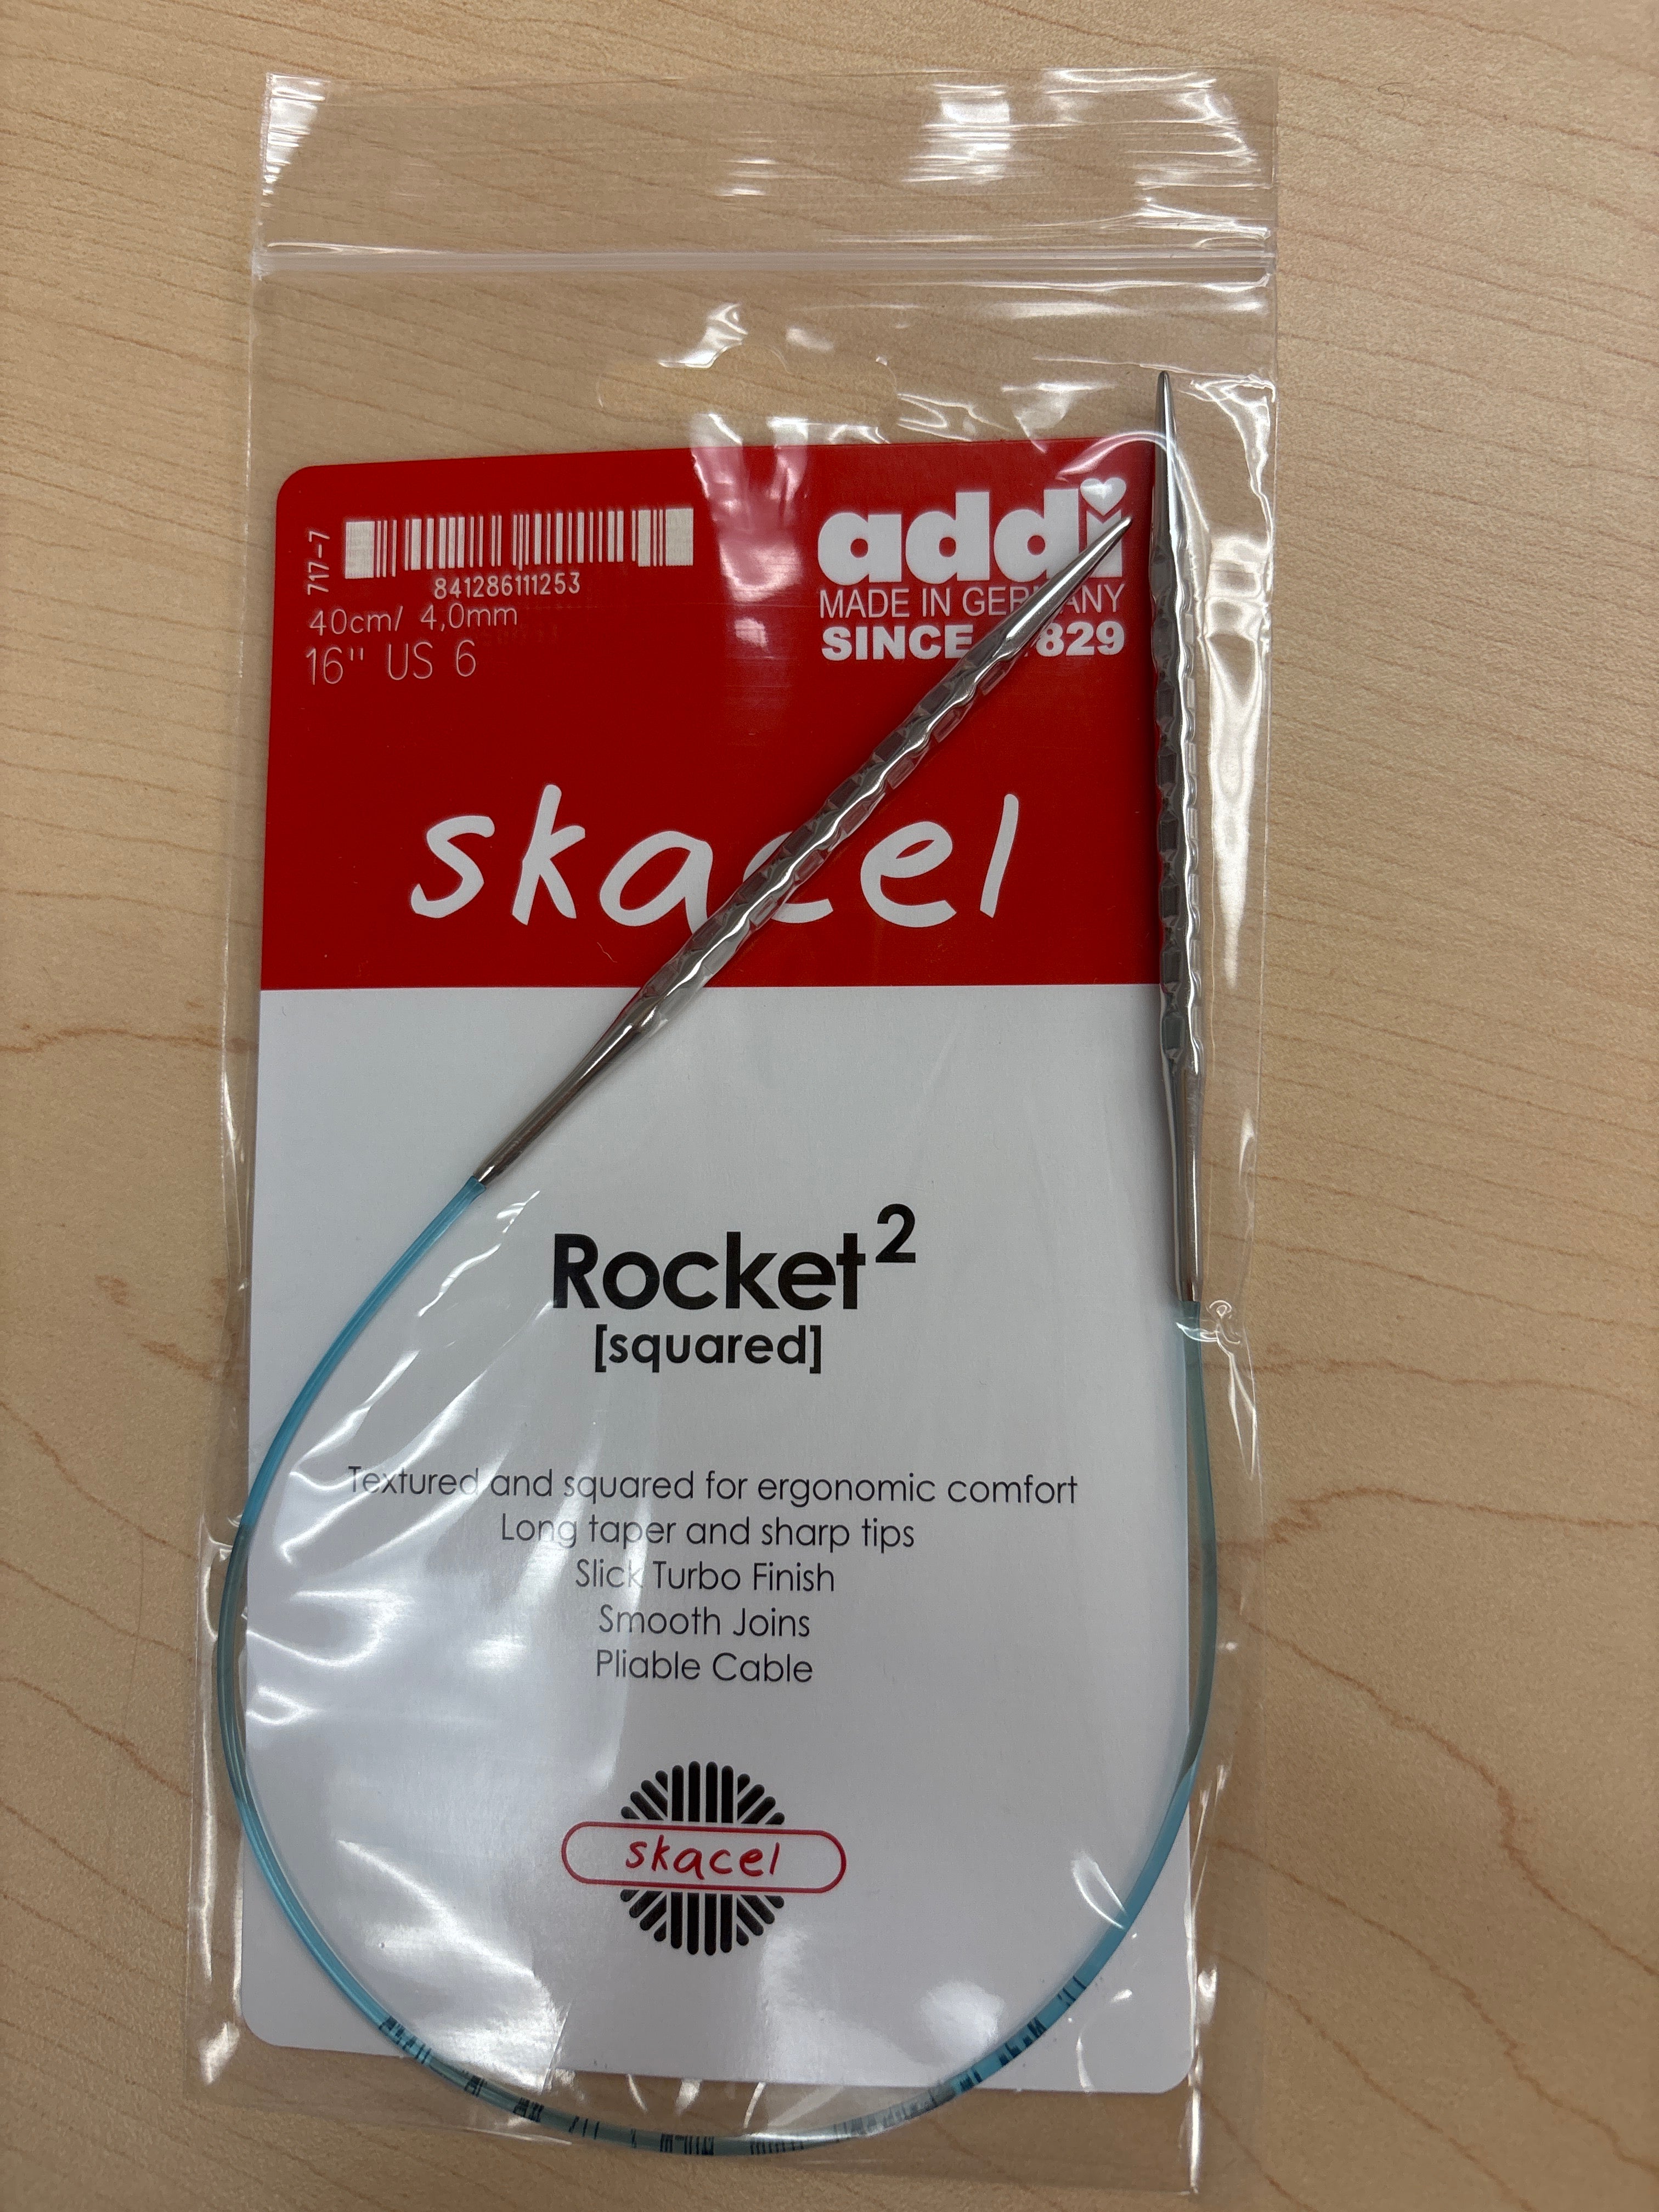 717-7
841286111253
40cm/ 4,0mm
16" US 6
addi
MADE IN GERMANY
SINCE 1829
skacel
Rocket²
[squared]
Textured and squared for ergonomic comfort
Long taper and sharp tips
Slick Turbo Finish
Smooth Joins
Pliable Cable
skacel